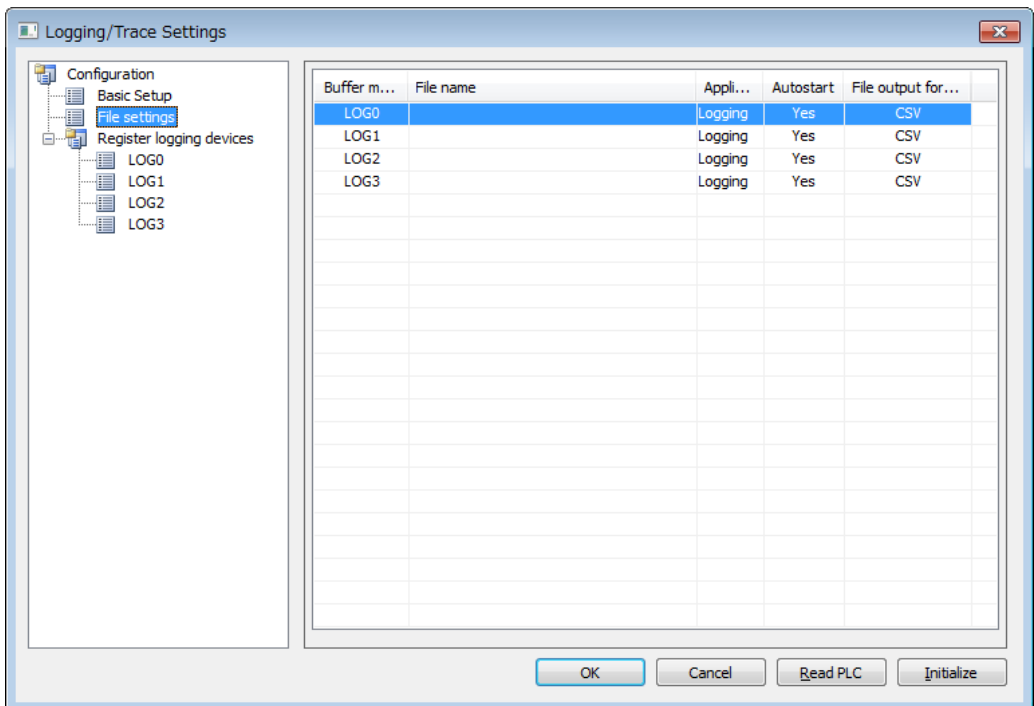 Logging/Trace Settings
Configuration
Basic Setup
File settings
Register logging devices
LOG0
LOG1
LOG2
LOG3
Buffer m... File name Appli... Autostart File output for...
LOG0 Logging Yes CSV
LOG1 Logging Yes CSV
LOG2 Logging Yes CSV
LOG3 Logging Yes CSV
OK Cancel Read PLC Initialize